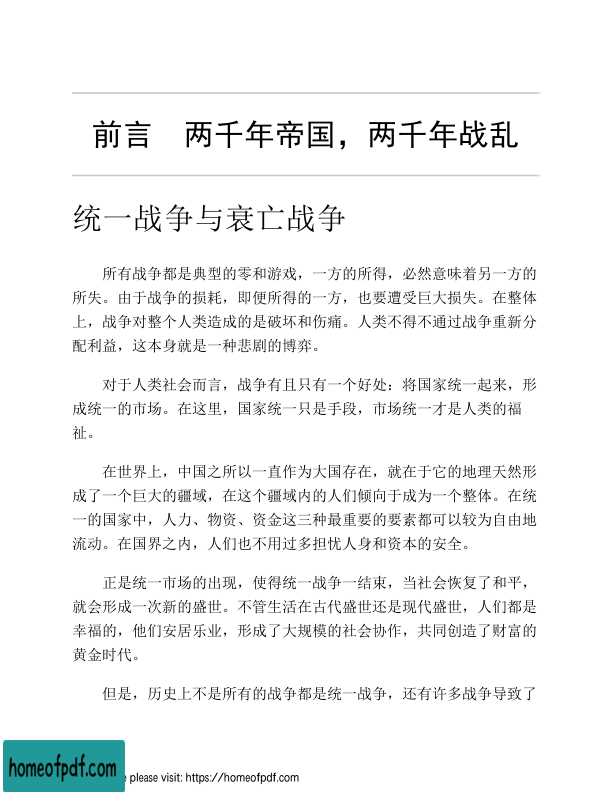 前言　两千年帝国，两千年战乱
统一战争与衰亡战争
所有战争都是典型的零和游戏，一方的所得，必然意味着另一方的
所失。由于战争的损耗，即便所得的一方，也要遭受巨大损失。在整体
上，战争对整个人类造成的是破坏和伤痛。人类不得不通过战争重新分
配利益，这本身就是一种悲剧的博弈。
对于人类社会而言，战争有且只有一个好处：将国家统一起来，形
成统一的市场。在这里，国家统一只是手段，市场统一才是人类的福
祉。
在世界上，中国之所以一直作为大国存在，就在于它的地理天然形
成了一个巨大的疆域，在这个疆域内的人们倾向于成为一个整体。在统
一的国家中，人力、物资、资金这三种最重要的要素都可以较为自由地
流动。在国界之内，人们也不用过多担忧人身和资本的安全。
正是统一市场的出现，使得统一战争一结束，当社会恢复了和平，
就会形成一次新的盛世。不管生活在古代盛世还是现代盛世，人们都是
幸福的，他们安居乐业，形成了大规模的社会协作，共同创造了财富的
黄金时代。
但是，历史上不是所有的战争都是统一战争，还有许多战争导致了
homeofpdf.com
e please visit: https://homeofpdf.com